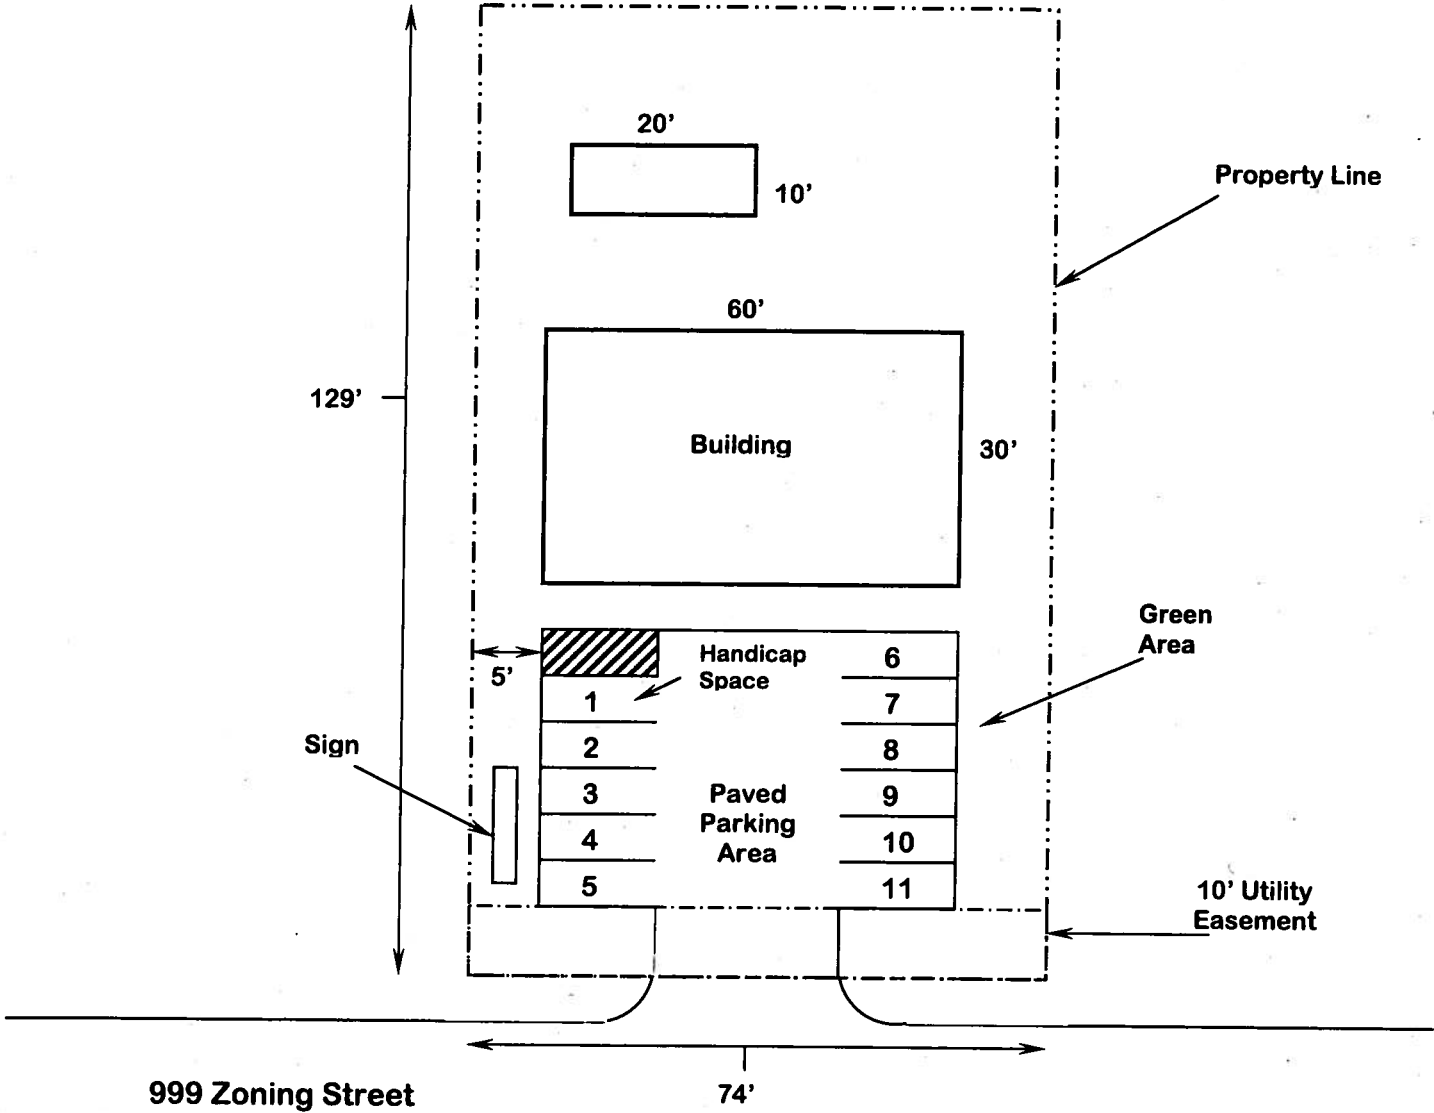 20'
10'
Property Line
60'
129'
Building
30'
Green
Area
Handicap
Space
6
5'
1
7
Sign
2
8
3
Paved
Parking
Area
9
4
10
5
11
10' Utility
Easement
999 Zoning Street
74'